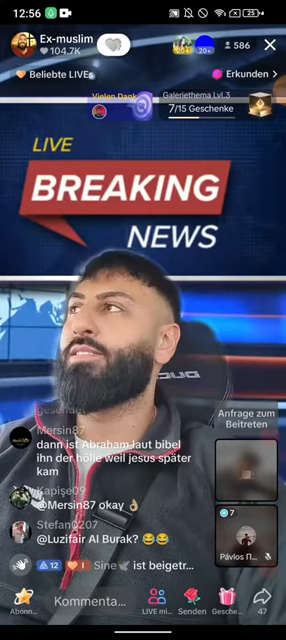 12:56
25
Ex-muslim
104.7K
20+
586
Beliebte LIVEs
Erkunden >
Vielen Dank
Galeriethema Lvl.3
7/15 Geschenke
LIVE
BREAKING
NEWS
Mersin87
dann ist Abraham laut bibel
ihn der hölle weil jesus später
kam
Kapise09
@Mersin87 okay 👌
Stefan0207
@Luzifair Al Burak? 😂😂
12
1
Sine 🕊 ist beigetr...
Anfrage zum
Beitreten
7
Pávlos Π...
Abonn...
Kommenta...
LIVE mi...
Senden
Gesche...
47